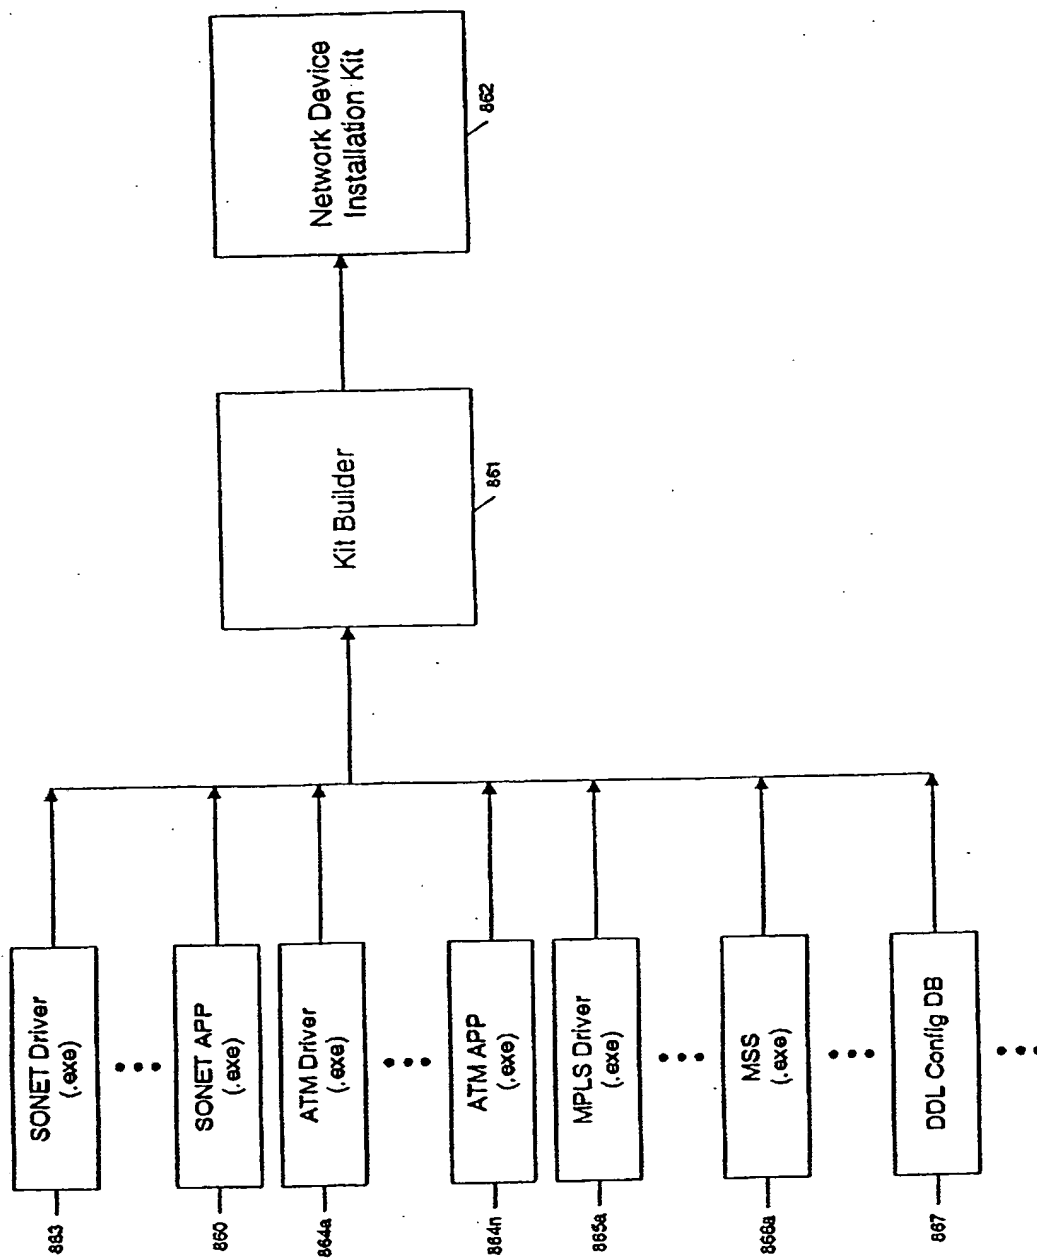 863
SONET Driver
(.exe)
860
SONET APP
(.exe)
864a
ATM Driver
(.exe)
864n
ATM APP
(.exe)
865a
MPLS Driver
(.exe)
866a
MSS
(.exe)
867
DDL Config DB
Kit Builder
861
Network Device
Installation Kit
862